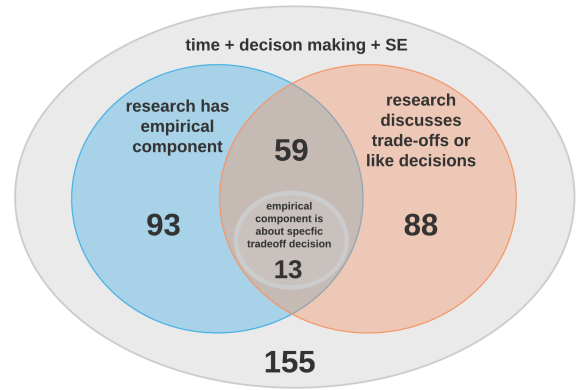 time + decison making + SE
research has
empirical
component
research
discusses
trade-offs or
like decisions
59
93
88
empirical
component is
about specfic
tradeoff decision
13
155